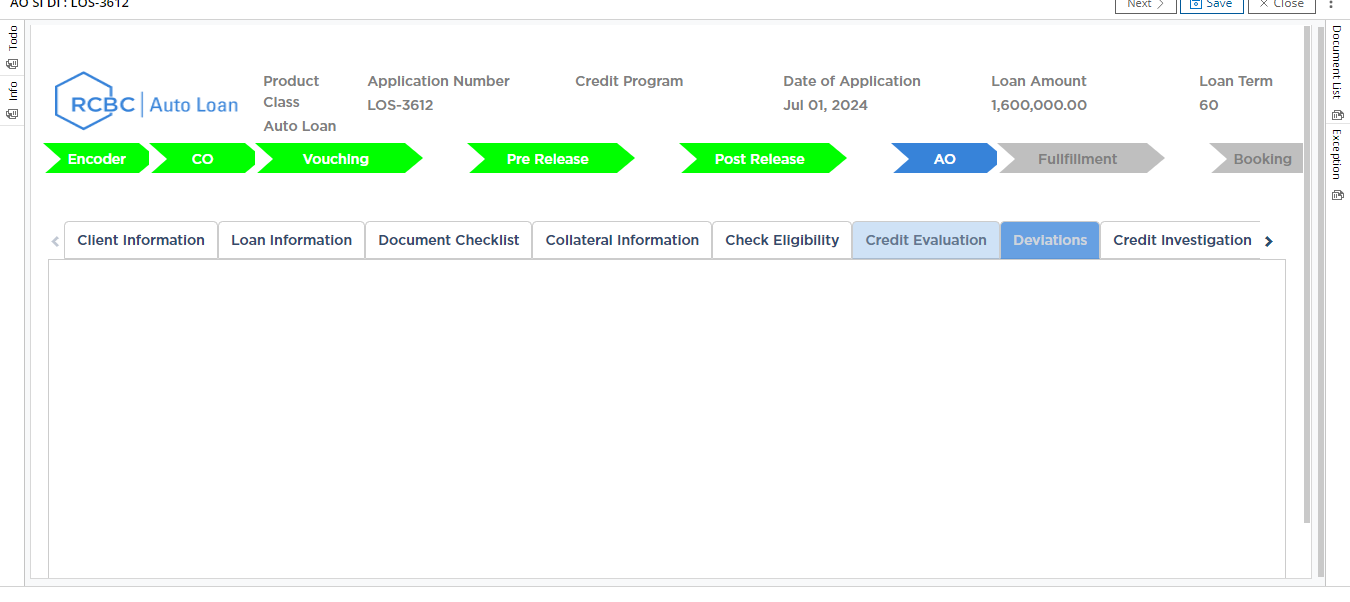 AO SI DI : LOS-3612
Next
Save
Close
Todo
Info
Document List
Exception
RCBC | Auto Loan
Product Class
Auto Loan
Application Number
LOS-3612
Credit Program
Date of Application
Jul 01, 2024
Loan Amount
1,600,000.00
Loan Term
60
Encoder
CO
Vouching
Pre Release
Post Release
AO
Fullfillment
Booking
Client Information
Loan Information
Document Checklist
Collateral Information
Check Eligibility
Credit Evaluation
Deviations
Credit Investigation